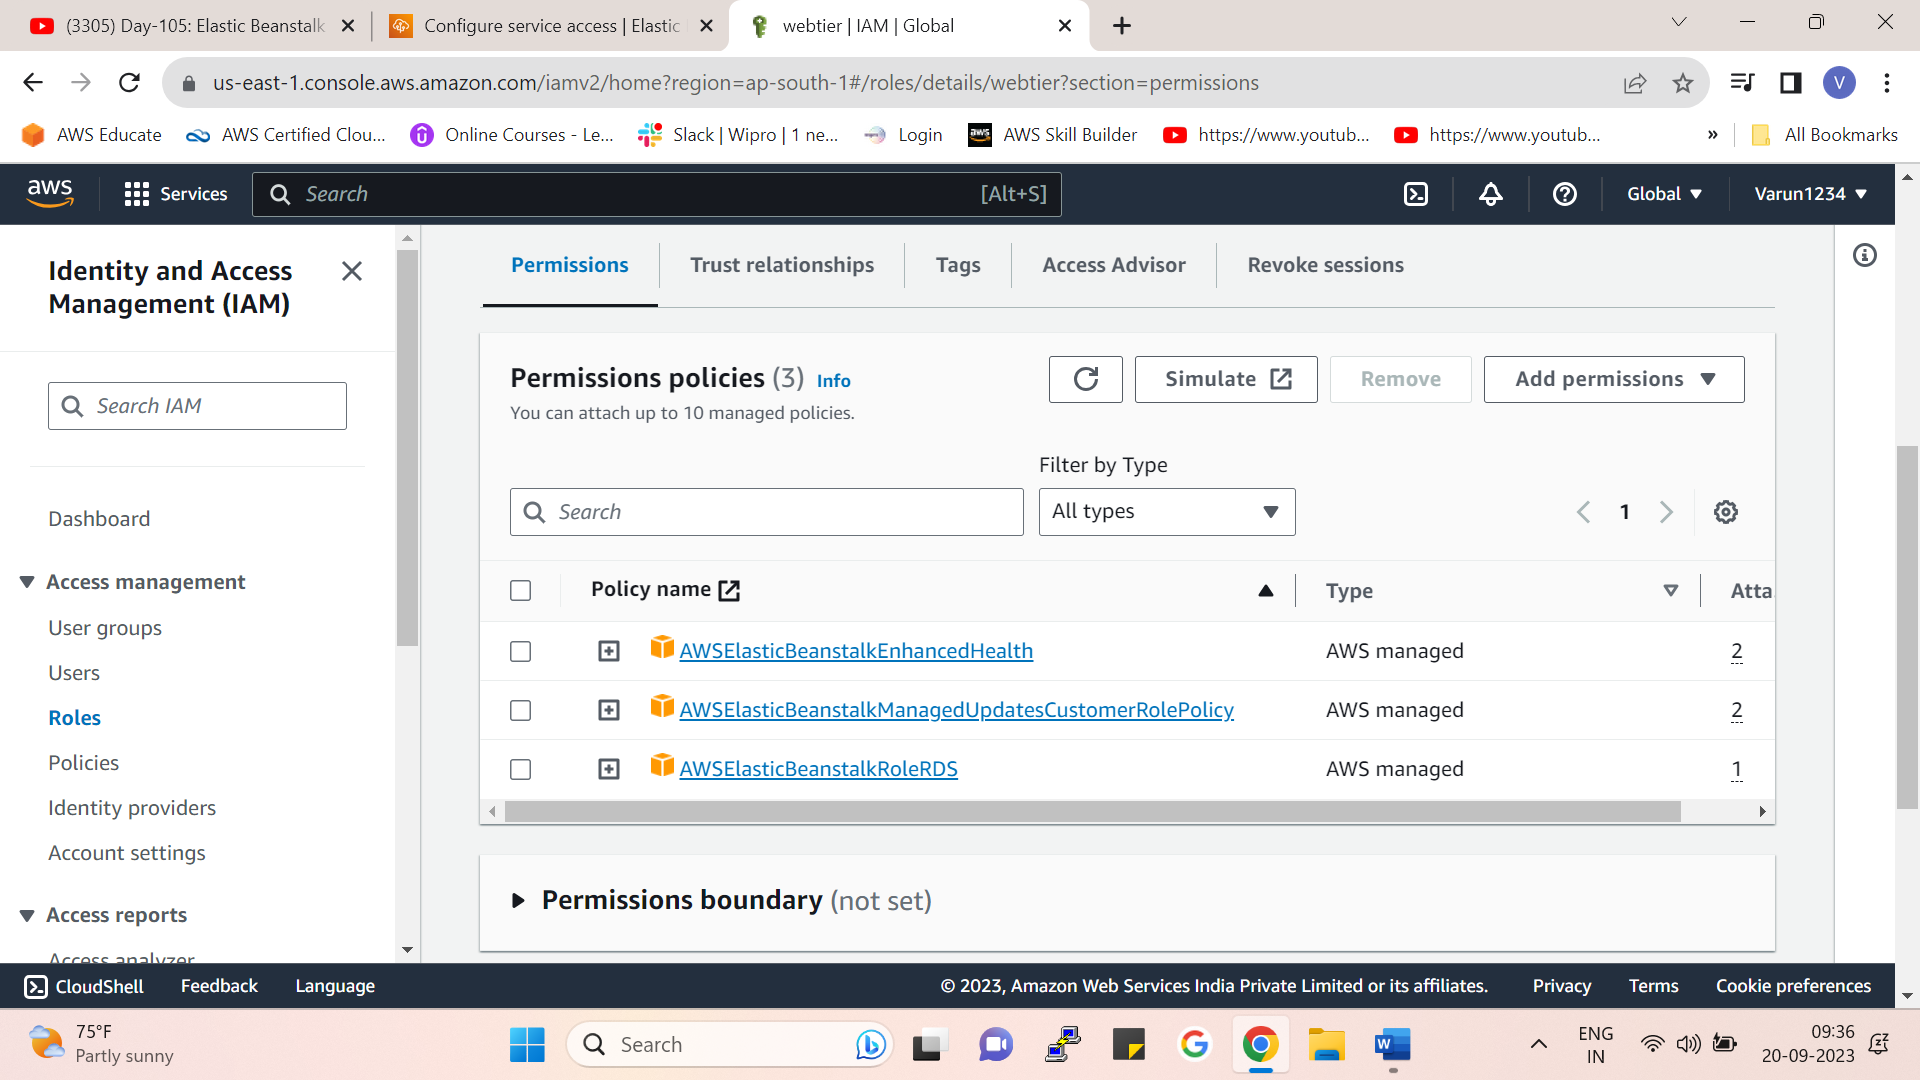 (3305) Day-105: Elastic Beanstalk
Configure service access | Elastic
webtier | IAM | Global
us-east-1.console.aws.amazon.com/iamv2/home?region=ap-south-1#/roles/details/webtier?section=permissions
V
AWS Educate
AWS Certified Clou...
Online Courses - Le...
Slack | Wipro | 1 ne...
Login
AWS Skill Builder
https://www.youtub...
https://www.youtub...
»
All Bookmarks
aws
Services
Search
[Alt+S]
Global
Varun1234
Identity and Access
Management (IAM)
Search IAM
Dashboard
Access management
User groups
Users
Roles
Policies
Identity providers
Account settings
Access reports
Access analyzer
Permissions
Trust relationships
Tags
Access Advisor
Revoke sessions
Permissions policies (3) Info
You can attach up to 10 managed policies.
Simulate
Remove
Add permissions
Filter by Type
Search
All types
1
Policy name
Type
Atta
AWSElasticBeanstalkEnhancedHealth
AWS managed
2
AWSElasticBeanstalkManagedUpdatesCustomerRolePolicy
AWS managed
2
AWSElasticBeanstalkRoleRDS
AWS managed
1
Permissions boundary (not set)
CloudShell
Feedback
Language
© 2023, Amazon Web Services India Private Limited or its affiliates.
Privacy
Terms
Cookie preferences
75°F
Partly sunny
Search
ENG
IN
09:36
20-09-2023